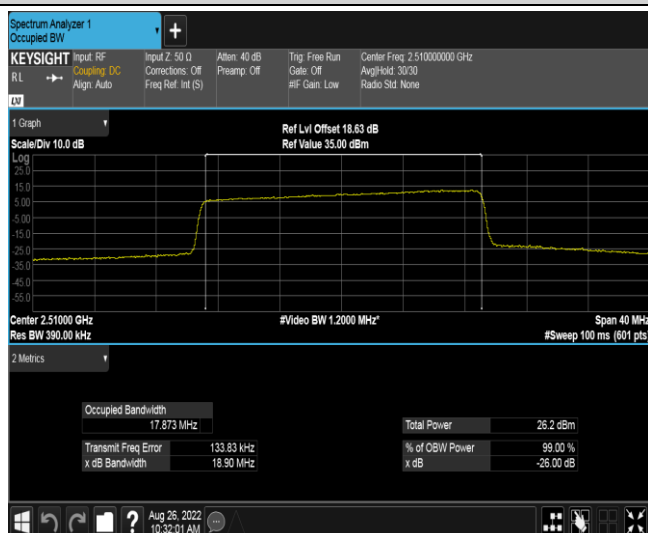 Spectrum Analyzer 1
Occupied BW
+
KEYSIGHT Input: RF Input Z: 50 Ω Atten: 40 dB Trig: Free Run Center Freq: 2.510000000 GHz
RL Coupling: DC Corrections: Off Preamp: Off Gate: Off Avg|Hold: 30/30
Align: Auto Freq Ref: Int (S) #IF Gain: Low Radio Std: None
LXI
1 Graph
Ref Lvl Offset 18.63 dB
Scale/Div 10.0 dB Ref Value 35.00 dBm
Log
25.0
15.0
5.00
-5.00
-15.0
-25.0
-35.0
-45.0
-55.0
Center 2.51000 GHz #Video BW 1.2000 MHz* Span 40 MHz
Res BW 390.00 kHz #Sweep 100 ms (601 pts)
2 Metrics
Occupied Bandwidth
17.873 MHz Total Power 26.2 dBm
Transmit Freq Error 133.83 kHz % of OBW Power 99.00 %
x dB Bandwidth 18.90 MHz x dB -26.00 dB
? Aug 26, 2022
10:32:01 AM